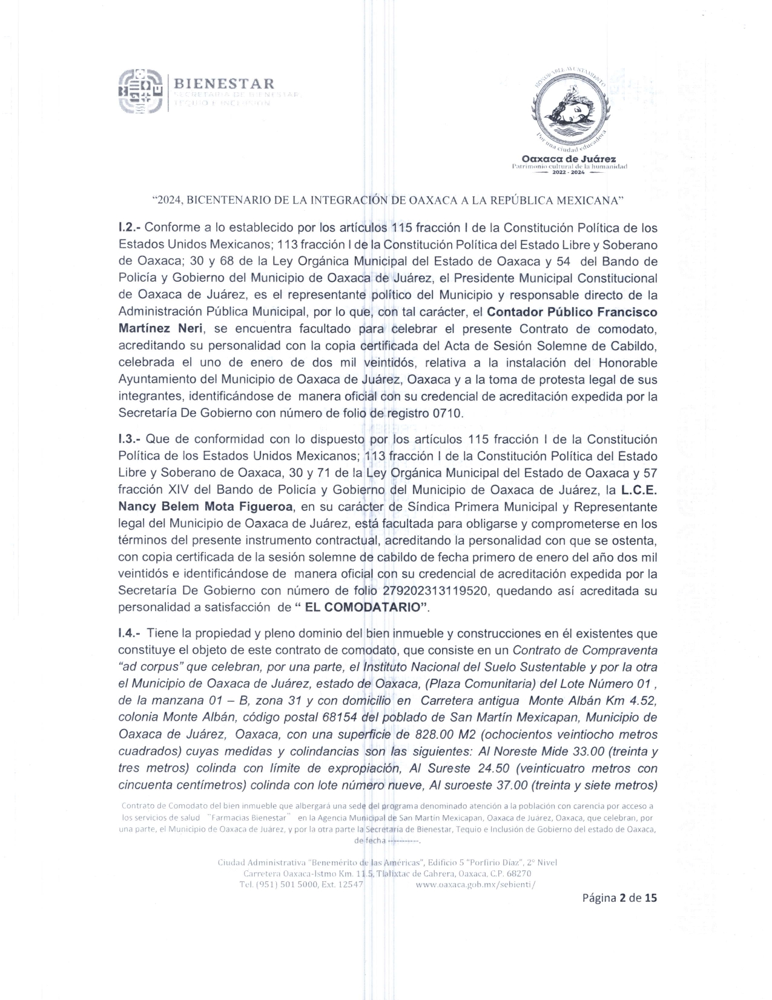 BIENESTAR
SECRETARÍA DE BIENESTAR,
TEQUIO E INCLUSIÓN
HONORABLE AYUNTAMIENTO
Por una ciudad educadora
Oaxaca de Juárez
Patrimonio cultural de la humanidad
2022 - 2024
“2024, BICENTENARIO DE LA INTEGRACIÓN DE OAXACA A LA REPÚBLICA MEXICANA”
I.2.- Conforme a lo establecido por los artículos 115 fracción I de la Constitución Política de los
Estados Unidos Mexicanos; 113 fracción I de la Constitución Política del Estado Libre y Soberano
de Oaxaca; 30 y 68 de la Ley Orgánica Municipal del Estado de Oaxaca y 54 del Bando de
Policía y Gobierno del Municipio de Oaxaca de Juárez, el Presidente Municipal Constitucional
de Oaxaca de Juárez, es el representante político del Municipio y responsable directo de la
Administración Pública Municipal, por lo que, con tal carácter, el Contador Público Francisco
Martínez Neri, se encuentra facultado para celebrar el presente Contrato de comodato,
acreditando su personalidad con la copia certificada del Acta de Sesión Solemne de Cabildo,
celebrada el uno de enero de dos mil veintidós, relativa a la instalación del Honorable
Ayuntamiento del Municipio de Oaxaca de Juárez, Oaxaca y a la toma de protesta legal de sus
integrantes, identificándose de manera oficial con su credencial de acreditación expedida por la
Secretaría De Gobierno con número de folio de registro 0710.
I.3.- Que de conformidad con lo dispuesto por los artículos 115 fracción I de la Constitución
Política de los Estados Unidos Mexicanos; 113 fracción I de la Constitución Política del Estado
Libre y Soberano de Oaxaca, 30 y 71 de la Ley Orgánica Municipal del Estado de Oaxaca y 57
fracción XIV del Bando de Policía y Gobierno del Municipio de Oaxaca de Juárez, la L.C.E.
Nancy Belem Mota Figueroa, en su carácter de Síndica Primera Municipal y Representante
legal del Municipio de Oaxaca de Juárez, está facultada para obligarse y comprometerse en los
términos del presente instrumento contractual, acreditando la personalidad con que se ostenta,
con copia certificada de la sesión solemne de cabildo de fecha primero de enero del año dos mil
veintidós e identificándose de manera oficial con su credencial de acreditación expedida por la
Secretaría De Gobierno con número de folio 279202313119520, quedando así acreditada su
personalidad a satisfacción de “ EL COMODATARIO”.
I.4.- Tiene la propiedad y pleno dominio del bien inmueble y construcciones en él existentes que
constituye el objeto de este contrato de comodato, que consiste en un Contrato de Compraventa
“ad corpus” que celebran, por una parte, el Instituto Nacional del Suelo Sustentable y por la otra
el Municipio de Oaxaca de Juárez, estado de Oaxaca, (Plaza Comunitaria) del Lote Número 01 ,
de la manzana 01 – B, zona 31 y con domicilio en Carretera antigua Monte Albán Km 4.52,
colonia Monte Albán, código postal 68154 del poblado de San Martín Mexicapan, Municipio de
Oaxaca de Juárez, Oaxaca, con una superficie de 828.00 M2 (ochocientos veintiocho metros
cuadrados) cuyas medidas y colindancias son las siguientes: Al Noreste Mide 33.00 (treinta y
tres metros) colinda con límite de expropiación, Al Sureste 24.50 (veinticuatro metros con
cincuenta centímetros) colinda con lote número nueve, Al suroeste 37.00 (treinta y siete metros)
Contrato de Comodato del bien inmueble que albergará una sede del programa denominado atención a la población con carencia por acceso a
los servicios de salud “Farmacias Bienestar” en la Agencia Municipal de San Martín Mexicapan, Oaxaca de Juárez, Oaxaca, que celebran, por
una parte, el Municipio de Oaxaca de Juárez, y por la otra parte la Secretaría de Bienestar, Tequio e Inclusión de Gobierno del estado de Oaxaca,
de fecha ----------.
Ciudad Administrativa "Benemérito de las Américas", Edificio 5 "Porfirio Díaz", 2° Nivel
Carretera Oaxaca-Istmo Km. 11.5, Tlalixtac de Cabrera, Oaxaca, C.P. 68270
Tel. (951) 501 5000, Ext. 12547 www.oaxaca.gob.mx/sebienti/
Página 2 de 15